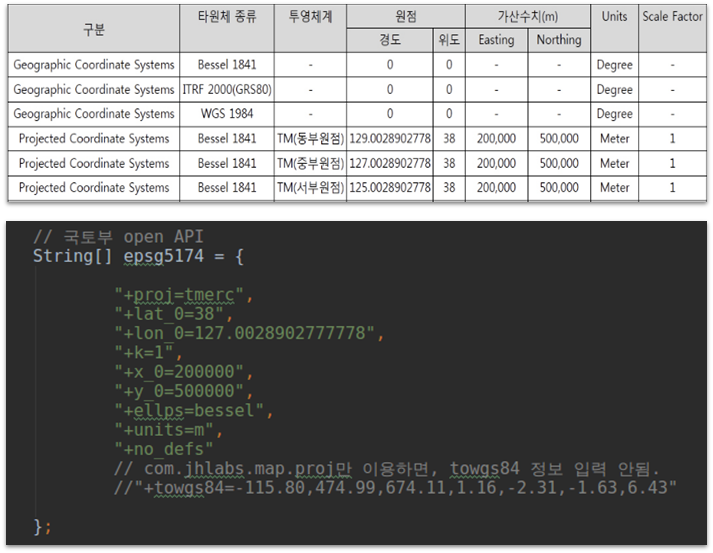 구분 타원체 종류 투영체계 원점 가산수치(m) Units Scale Factor
경도 위도 Easting Northing
Geographic Coordinate Systems Bessel 1841 - 0 0 - - Degree -
Geographic Coordinate Systems ITRF 2000(GRS80) - 0 0 - - Degree -
Geographic Coordinate Systems WGS 1984 - 0 0 - - Degree -
Projected Coordinate Systems Bessel 1841 TM(동부원점) 129.0028902778 38 200,000 500,000 Meter 1
Projected Coordinate Systems Bessel 1841 TM(중부원점) 127.0028902778 38 200,000 500,000 Meter 1
Projected Coordinate Systems Bessel 1841 TM(서부원점) 125.0028902778 38 200,000 500,000 Meter 1
// 국토부 open API
String[] epsg5174 = {
"+proj=tmerc",
"+lat_0=38",
"+lon_0=127.0028902777778",
"+k=1",
"+x_0=200000",
"+y_0=500000",
"+ellps=bessel",
"+units=m",
"+no_defs"
// com.jhlabs.map.proj만 이용하면, towgs84 정보 입력 안됨.
//"+towgs84=-115.80,474.99,674.11,1.16,-2.31,-1.63,6.43"
};